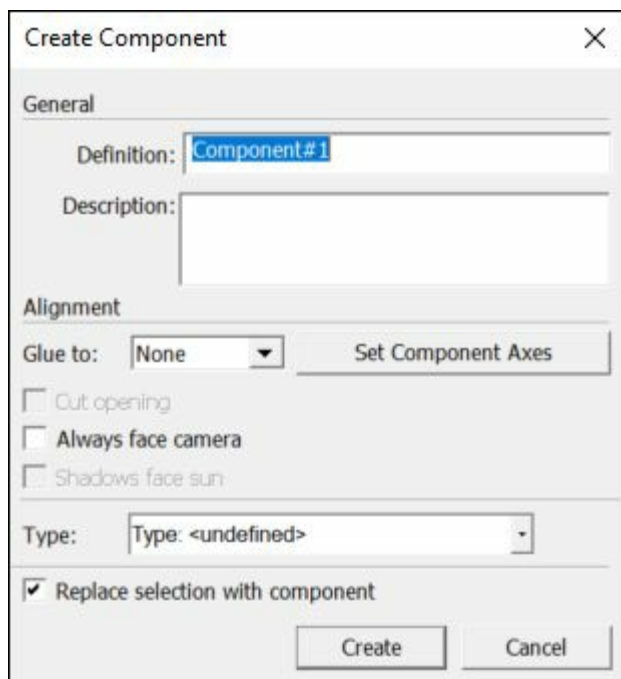 Create Component
General
Definition: Component#1
Description:
Alignment
Glue to: None Set Component Axes
Cut opening
Always face camera
Shadows face sun
Type: Type: <undefined>
Replace selection with component
Create Cancel